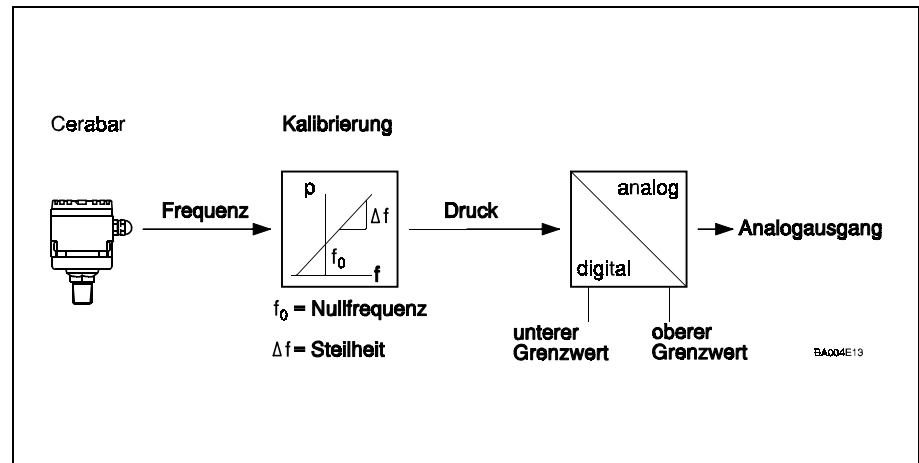 Cerabar
Kalibrierung
p
Δf
f₀
f
analog
digital
Frequenz
Druck
Analogausgang
f₀ = Nullfrequenz
Δf = Steilheit
unterer
Grenzwert
oberer
Grenzwert
BA004E13